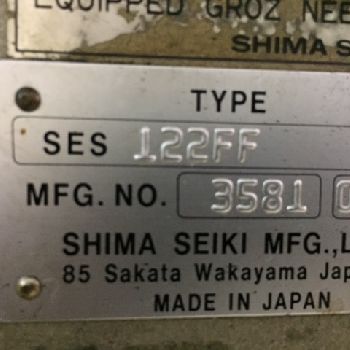 EQUIPPED GROZ NEE
SHIMA S
TYPE
SES 122FF
MFG. NO. 3581 0
SHIMA SEIKI MFG.,L
85 Sakata Wakayama Jap
MADE IN JAPAN